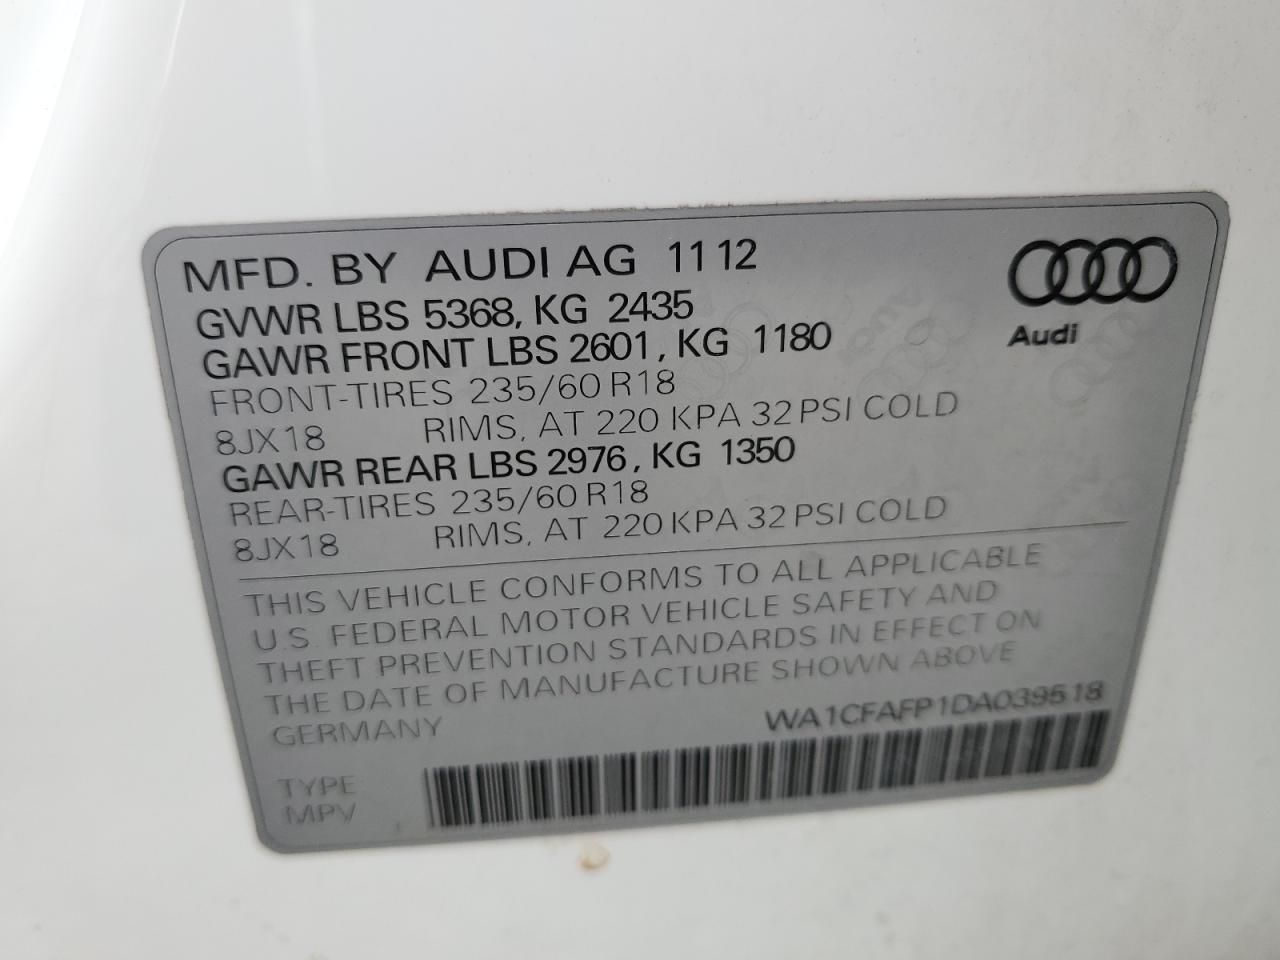 MFD. BY AUDI AG 11 12
GVWR LBS 5368, KG 2435
GAWR FRONT LBS 2601, KG 1180
FRONT-TIRES 235/60 R18
8JX18 RIMS, AT 220 KPA 32 PSI COLD
GAWR REAR LBS 2976, KG 1350
REAR-TIRES 235/60 R18
8JX18 RIMS, AT 220 KPA 32 PSI COLD
Audi
THIS VEHICLE CONFORMS TO ALL APPLICABLE
U.S. FEDERAL MOTOR VEHICLE SAFETY AND
THEFT PREVENTION STANDARDS IN EFFECT ON
THE DATE OF MANUFACTURE SHOWN ABOVE
GERMANY
WA1CFAFP1DA039518
TYPE
MPV